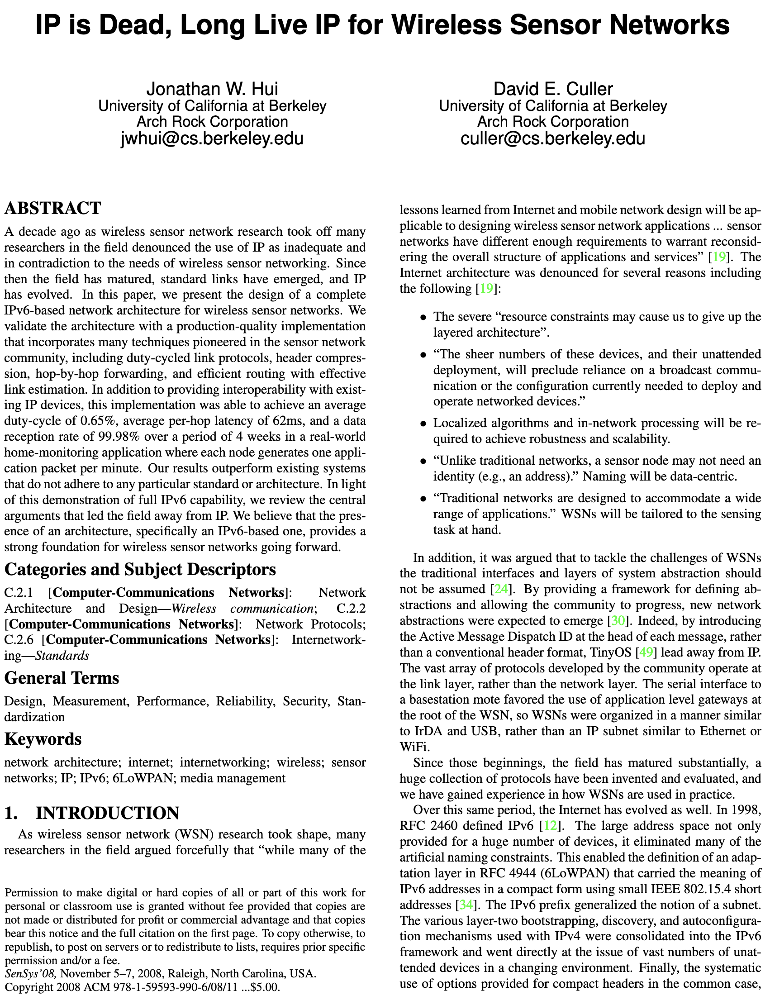 IP is Dead, Long Live IP for Wireless Sensor Networks
Jonathan W. Hui
University of California at Berkeley
Arch Rock Corporation
jwhui@cs.berkeley.edu
David E. Culler
University of California at Berkeley
Arch Rock Corporation
culler@cs.berkeley.edu
ABSTRACT
A decade ago as wireless sensor network research took off many
researchers in the field denounced the use of IP as inadequate and
in contradiction to the needs of wireless sensor networking. Since
then the field has matured, standard links have emerged, and IP
has evolved. In this paper, we present the design of a complete
IPv6-based network architecture for wireless sensor networks. We
validate the architecture with a production-quality implementation
that incorporates many techniques pioneered in the sensor network
community, including duty-cycled link protocols, header compres-
sion, hop-by-hop forwarding, and efficient routing with effective
link estimation. In addition to providing interoperability with exist-
ing IP devices, this implementation was able to achieve an average
duty-cycle of 0.65%, average per-hop latency of 62ms, and a data
reception rate of 99.98% over a period of 4 weeks in a real-world
home-monitoring application where each node generates one appli-
cation packet per minute. Our results outperform existing systems
that do not adhere to any particular standard or architecture. In light
of this demonstration of full IPv6 capability, we review the central
arguments that led the field away from IP. We believe that the pres-
ence of an architecture, specifically an IPv6-based one, provides a
strong foundation for wireless sensor networks going forward.
Categories and Subject Descriptors
C.2.1 [Computer-Communications Networks]: Network
Architecture and Design—Wireless communication; C.2.2
[Computer-Communications Networks]: Network Protocols;
C.2.6 [Computer-Communications Networks]: Internetwork-
ing—Standards
General Terms
Design, Measurement, Performance, Reliability, Security, Stan-
dardization
Keywords
network architecture; internet; internetworking; wireless; sensor
networks; IP; IPv6; 6LoWPAN; media management
1. INTRODUCTION
As wireless sensor network (WSN) research took shape, many
researchers in the field argued forcefully that “while many of the
Permission to make digital or hard copies of all or part of this work for
personal or classroom use is granted without fee provided that copies are
not made or distributed for profit or commercial advantage and that copies
bear this notice and the full citation on the first page. To copy otherwise, to
republish, to post on servers or to redistribute to lists, requires prior specific
permission and/or a fee.
SenSys’08, November 5–7, 2008, Raleigh, North Carolina, USA.
Copyright 2008 ACM 978-1-59593-990-6/08/11 ...$5.00.
lessons learned from Internet and mobile network design will be ap-
plicable to designing wireless sensor network applications ... sensor
networks have different enough requirements to warrant reconsid-
ering the overall structure of applications and services” [19]. The
Internet architecture was denounced for several reasons including
the following [19]:
• The severe “resource constraints may cause us to give up the
layered architecture”.
• “The sheer numbers of these devices, and their unattended
deployment, will preclude reliance on a broadcast commu-
nication or the configuration currently needed to deploy and
operate networked devices.”
• Localized algorithms and in-network processing will be re-
quired to achieve robustness and scalability.
• “Unlike traditional networks, a sensor node may not need an
identity (e.g., an address).” Naming will be data-centric.
• “Traditional networks are designed to accommodate a wide
range of applications.” WSNs will be tailored to the sensing
task at hand.
In addition, it was argued that to tackle the challenges of WSNs
the traditional interfaces and layers of system abstraction should
not be assumed [24]. By providing a framework for defining ab-
stractions and allowing the community to progress, new network
abstractions were expected to emerge [30]. Indeed, by introducing
the Active Message Dispatch ID at the head of each message, rather
than a conventional header format, TinyOS [49] lead away from IP.
The vast array of protocols developed by the community operate at
the link layer, rather than the network layer. The serial interface to
a basestation mote favored the use of application level gateways at
the root of the WSN, so WSNs were organized in a manner similar
to IrDA and USB, rather than an IP subnet similar to Ethernet or
WiFi.
Since those beginnings, the field has matured substantially, a
huge collection of protocols have been invented and evaluated, and
we have gained experience in how WSNs are used in practice.
Over this same period, the Internet has evolved as well. In 1998,
RFC 2460 defined IPv6 [12]. The large address space not only
provided for a huge number of devices, it eliminated many of the
artificial naming constraints. This enabled the definition of an adap-
tation layer in RFC 4944 (6LoWPAN) that carried the meaning of
IPv6 addresses in a compact form using small IEEE 802.15.4 short
addresses [34]. The IPv6 prefix generalized the notion of a subnet.
The various layer-two bootstrapping, discovery, and autoconfigura-
tion mechanisms used with IPv4 were consolidated into the IPv6
framework and went directly at the issue of vast numbers of unat-
tended devices in a changing environment. Finally, the systematic
use of options provided for compact headers in the common case,